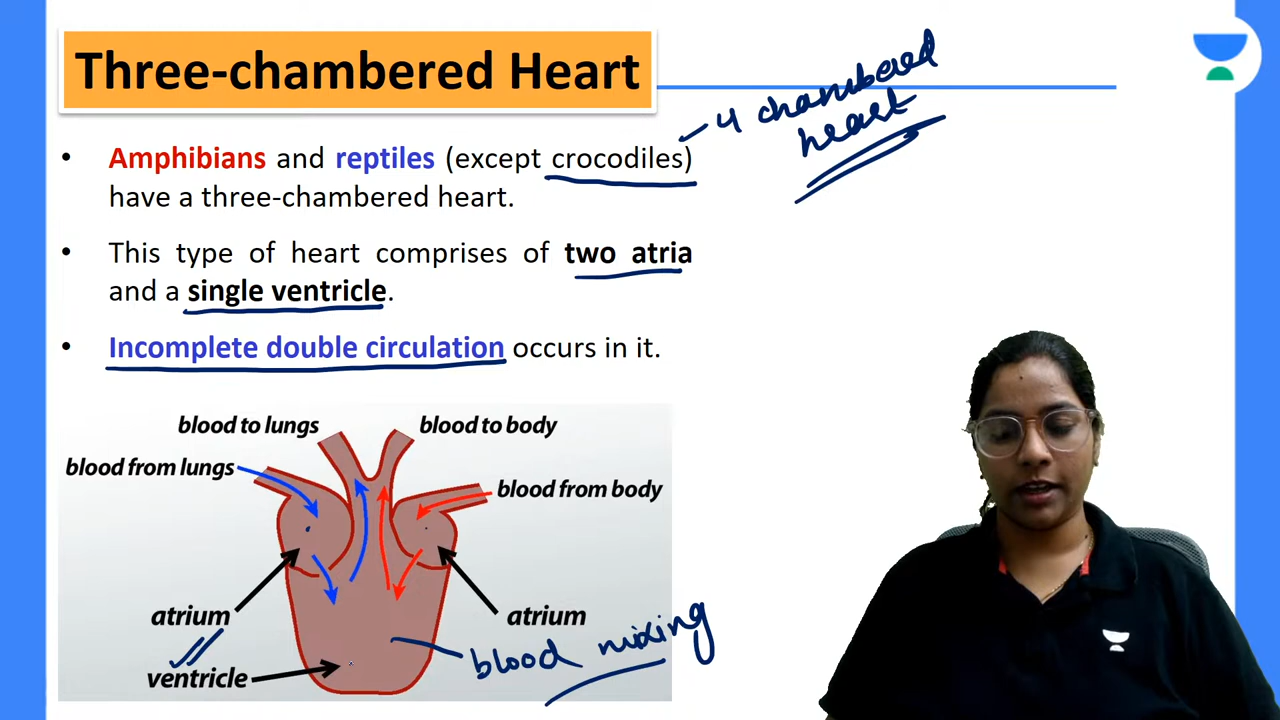 Three-chambered Heart
4 chambered
heart
• Amphibians and reptiles (except crocodiles)
have a three-chambered heart.
• This type of heart comprises of two atria
and a single ventricle.
• Incomplete double circulation occurs in it.
blood to lungs
blood to body
blood from lungs
blood from body
atrium
atrium
ventricle
blood mixing